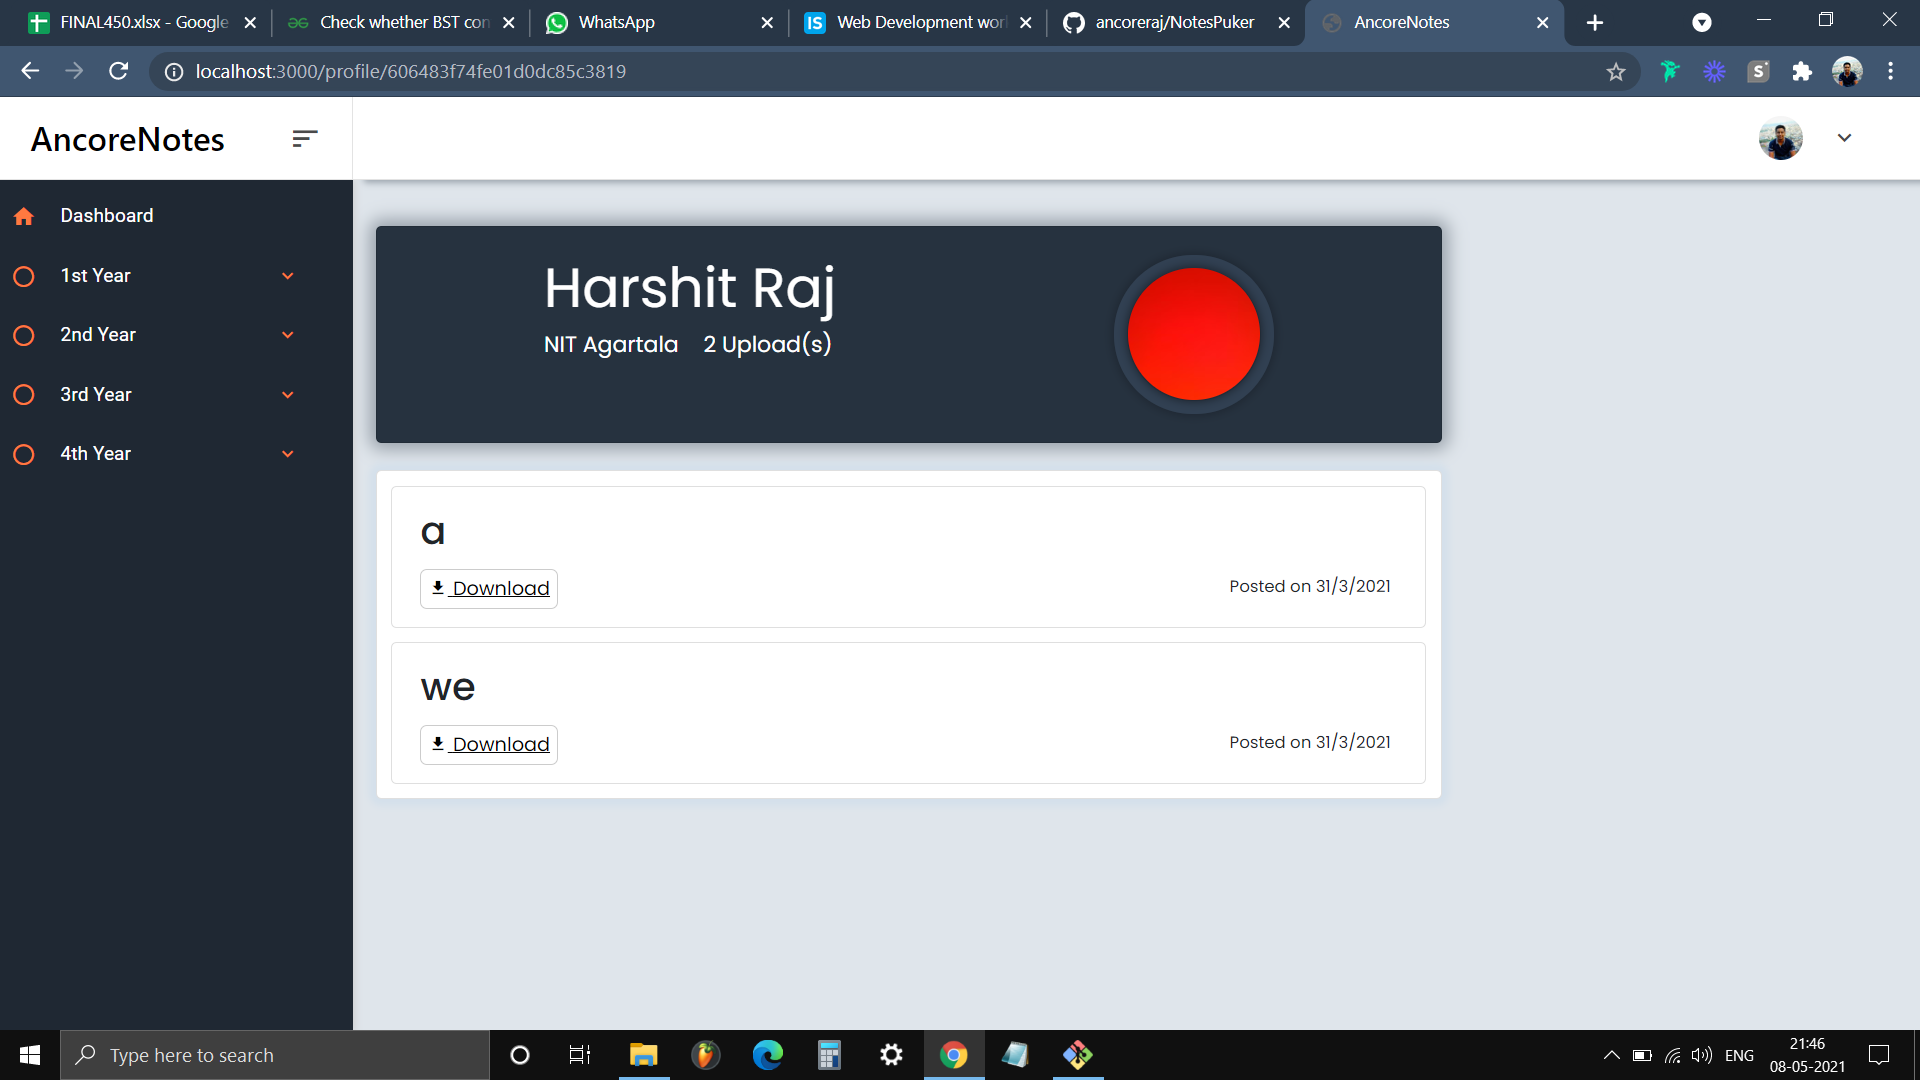 FINAL450.xlsx - Google
Check whether BST con
WhatsApp
Web Development wor
ancoreraj/NotesPuker
AncoreNotes
localhost:3000/profile/606483f74fe01d0dc85c3819
S
AncoreNotes
Dashboard
1st Year
2nd Year
3rd Year
4th Year
Harshit Raj
NIT Agartala 2 Upload(s)
a
Download
Posted on 31/3/2021
we
Download
Posted on 31/3/2021
Type here to search
ENG
21:46
08-05-2021